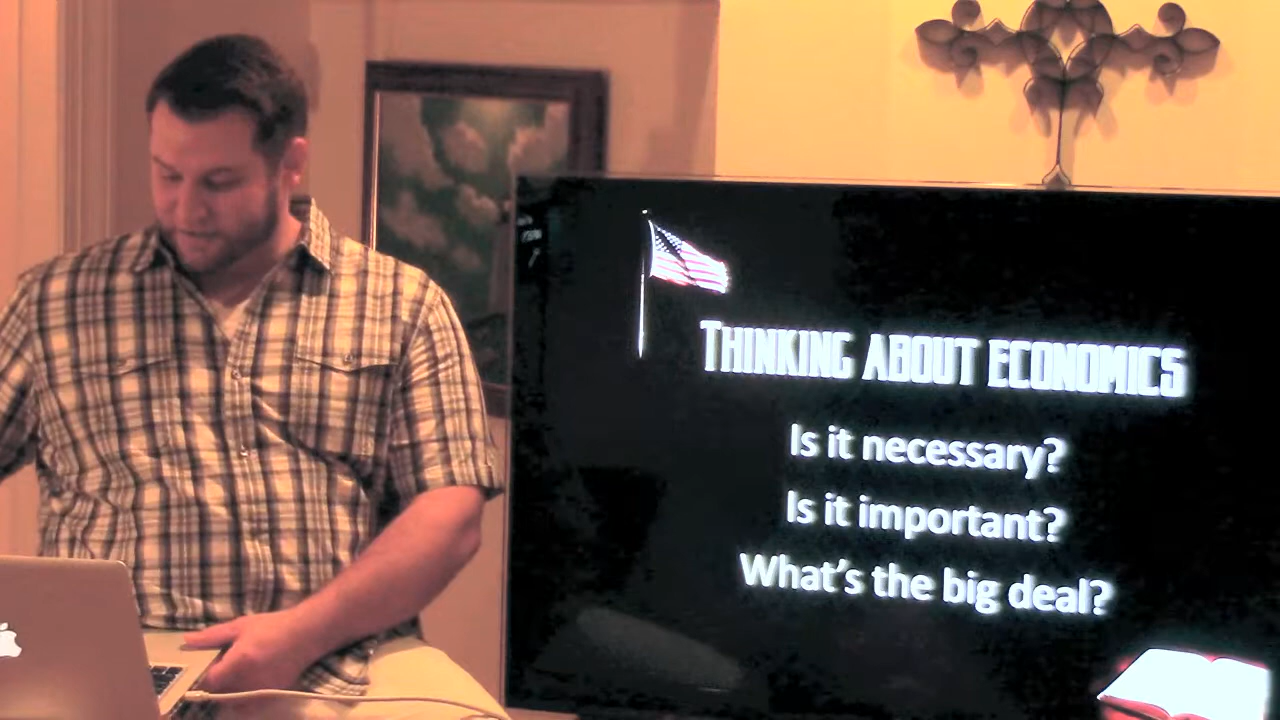 THINKING ABOUT ECONOMICS
Is it necessary?
Is it important?
What's the big deal?